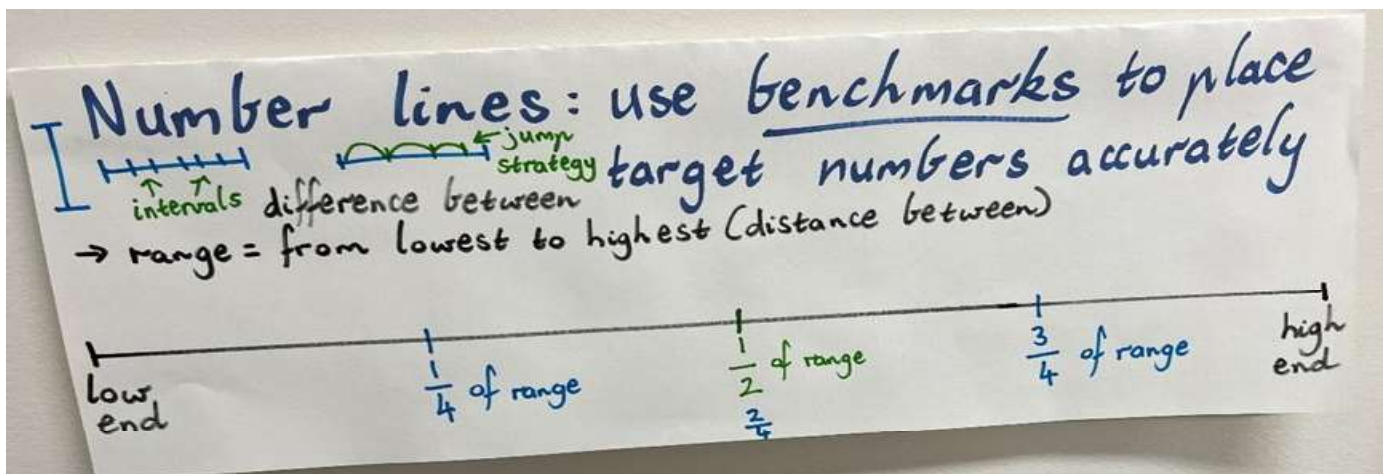 Number lines: use benchmarks to place
target numbers accurately
jump
strategy
intervals
difference between
→ range = from lowest to highest (distance between)
low end
1/4 of range
1/2 of range
2/4
3/4 of range
high end